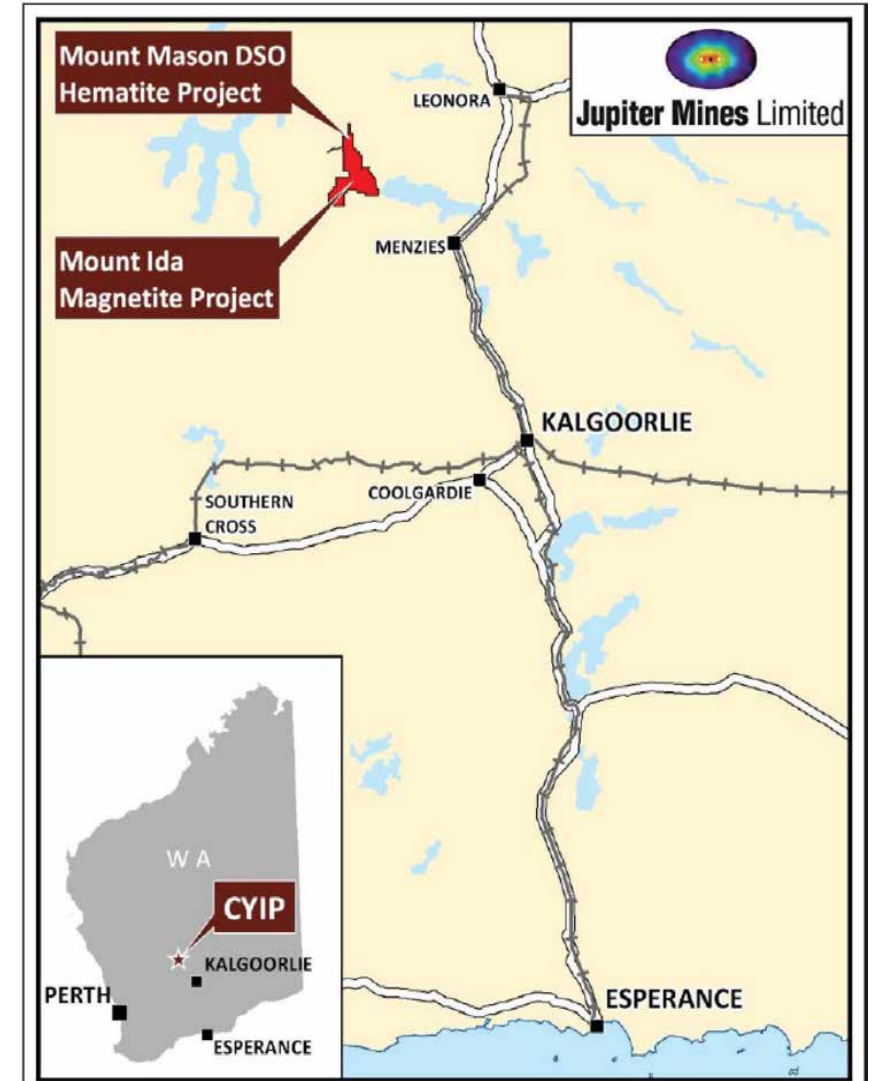 Mount Mason DSO
Hematite Project
LEONORA
Jupiter Mines Limited
MENZIES
Mount Ida
Magnetite Project
KALGOORLIE
COOLGARDIE
SOUTHERN
CROSS
W A
CYIP
KALGOORLIE
PERTH
ESPERANCE
ESPERANCE